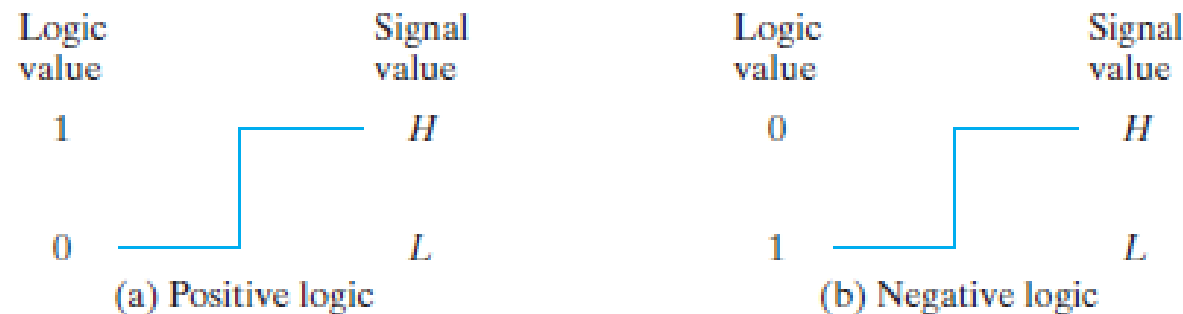 Logic value
Signal value
1
H
0
L
(a) Positive logic
Logic value
Signal value
0
H
1
L
(b) Negative logic